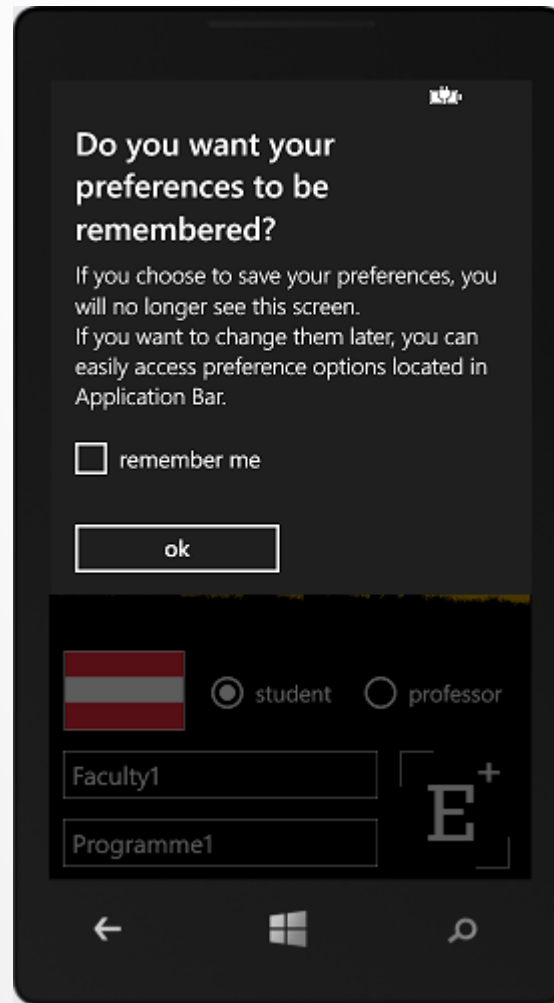 Do you want your
preferences to be
remembered?
If you choose to save your preferences, you
will no longer see this screen.
If you want to change them later, you can
easily access preference options located in
Application Bar.
remember me
ok
student professor
Faculty1
E+
Programme1